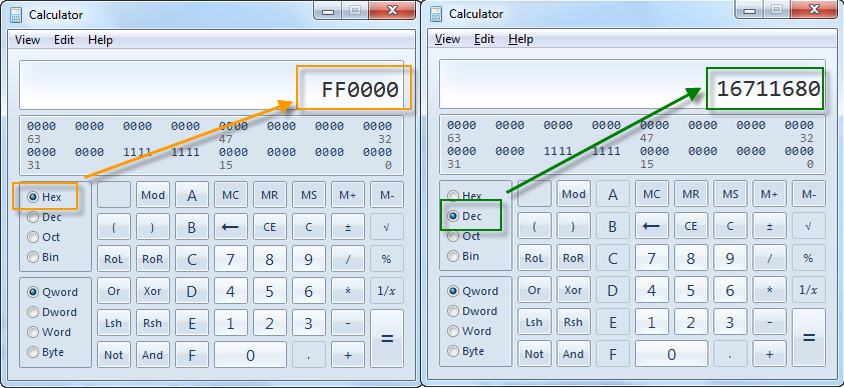 Calculator
View Edit Help
FF0000
0000 0000 0000 0000 0000 0000 0000 0000
63 47 32
0000 0000 1111 1111 0000 0000 0000 0000
31 15 0
Hex Mod A MC MR MS M+ M-
Dec ( ) B ← CE C ± √
Oct
Bin RoL RoR C 7 8 9 / %
Qword Or Xor D 4 5 6 * 1/x
Dword
Word Lsh Rsh E 1 2 3 - =
Byte Not And F 0 . +
Calculator
View Edit Help
16711680
0000 0000 0000 0000 0000 0000 0000 0000
63 47 32
0000 0000 1111 1111 0000 0000 0000 0000
31 15 0
Hex Mod A MC MR MS M+ M-
Dec ( ) B ← CE C ± √
Oct
Bin RoL RoR C 7 8 9 / %
Qword Or Xor D 4 5 6 * 1/x
Dword
Word Lsh Rsh E 1 2 3 - =
Byte Not And F 0 . +